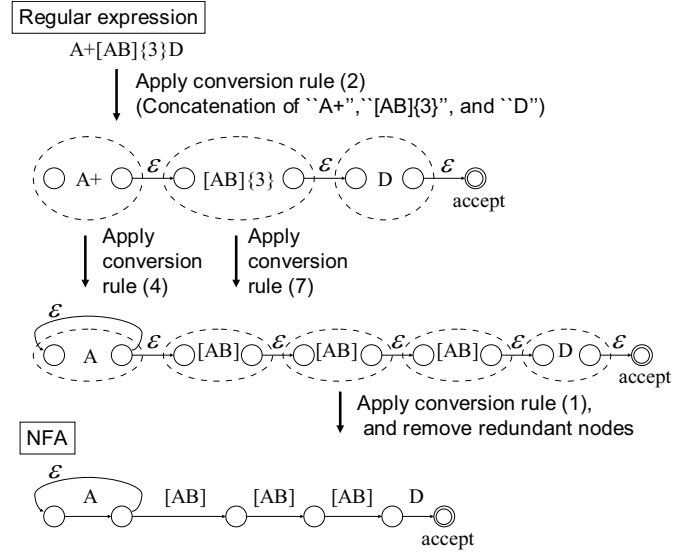 Regular expression
A+[AB]{3}D
Apply conversion rule (2)
(Concatenation of ``A+'',``[AB]{3}'', and ``D'')
ε ε ε
A+ [AB]{3} D
accept
Apply
conversion
rule (4)
Apply
conversion
rule (7)
ε
ε ε ε ε ε
A [AB] [AB] [AB] D
accept
Apply conversion rule (1),
and remove redundant nodes
NFA
ε
A [AB] [AB] [AB] D
accept